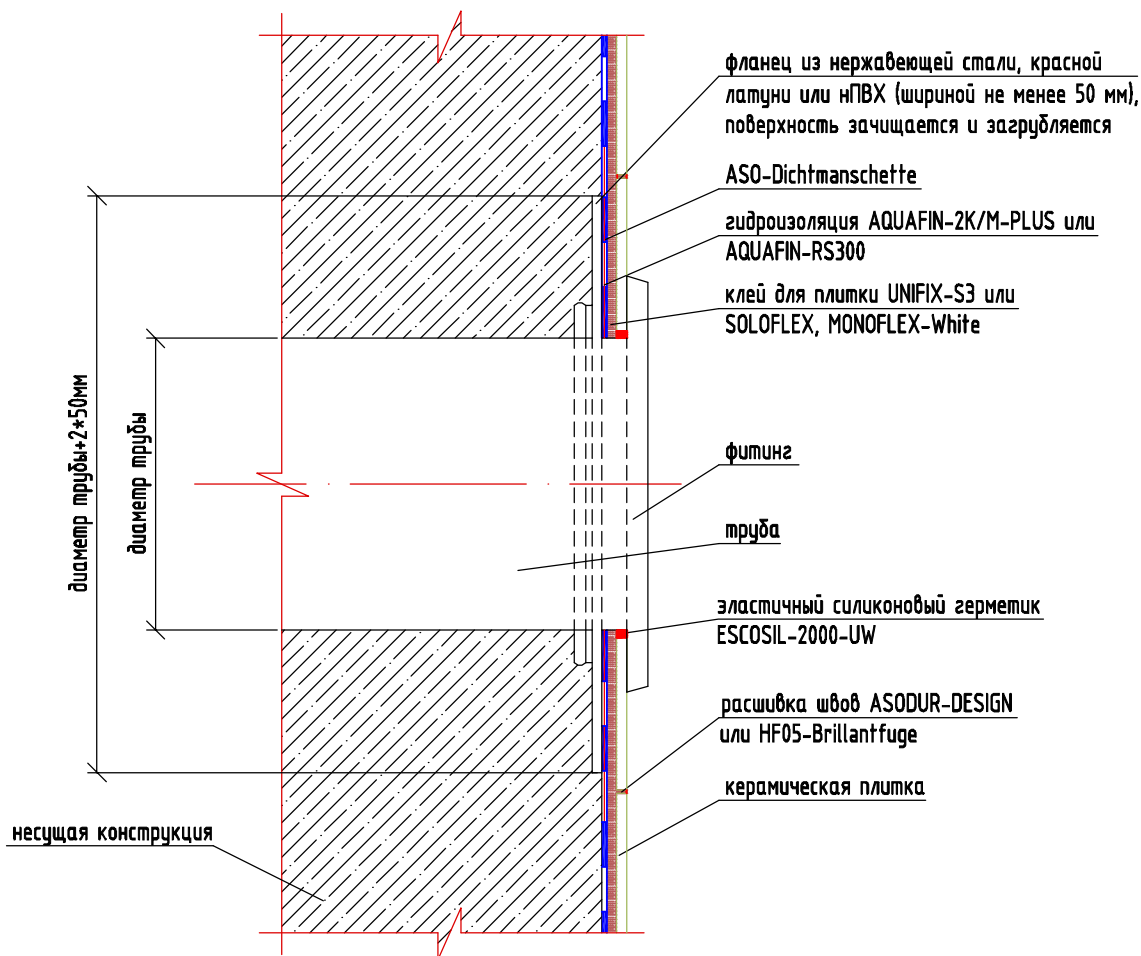 фланец из нержавеющей стали, красной
латуни или нПВХ (шириной не менее 50 мм),
поверхность зачищается и загрубляется
ASO-Dichtmanschette
гидроизоляция AQUAFIN-2K/M-PLUS или
AQUAFIN-RS300
клей для плитки UNIFIX-S3 или
SOLOFLEX, MONOFLEX-White
диаметр трубы+2*50мм
диаметр трубы
фитинг
труба
эластичный силиконовый герметик
ESCOSIL-2000-UW
расшивка швов ASODUR-DESIGN
или HF05-Brillantfuge
керамическая плитка
несущая конструкция